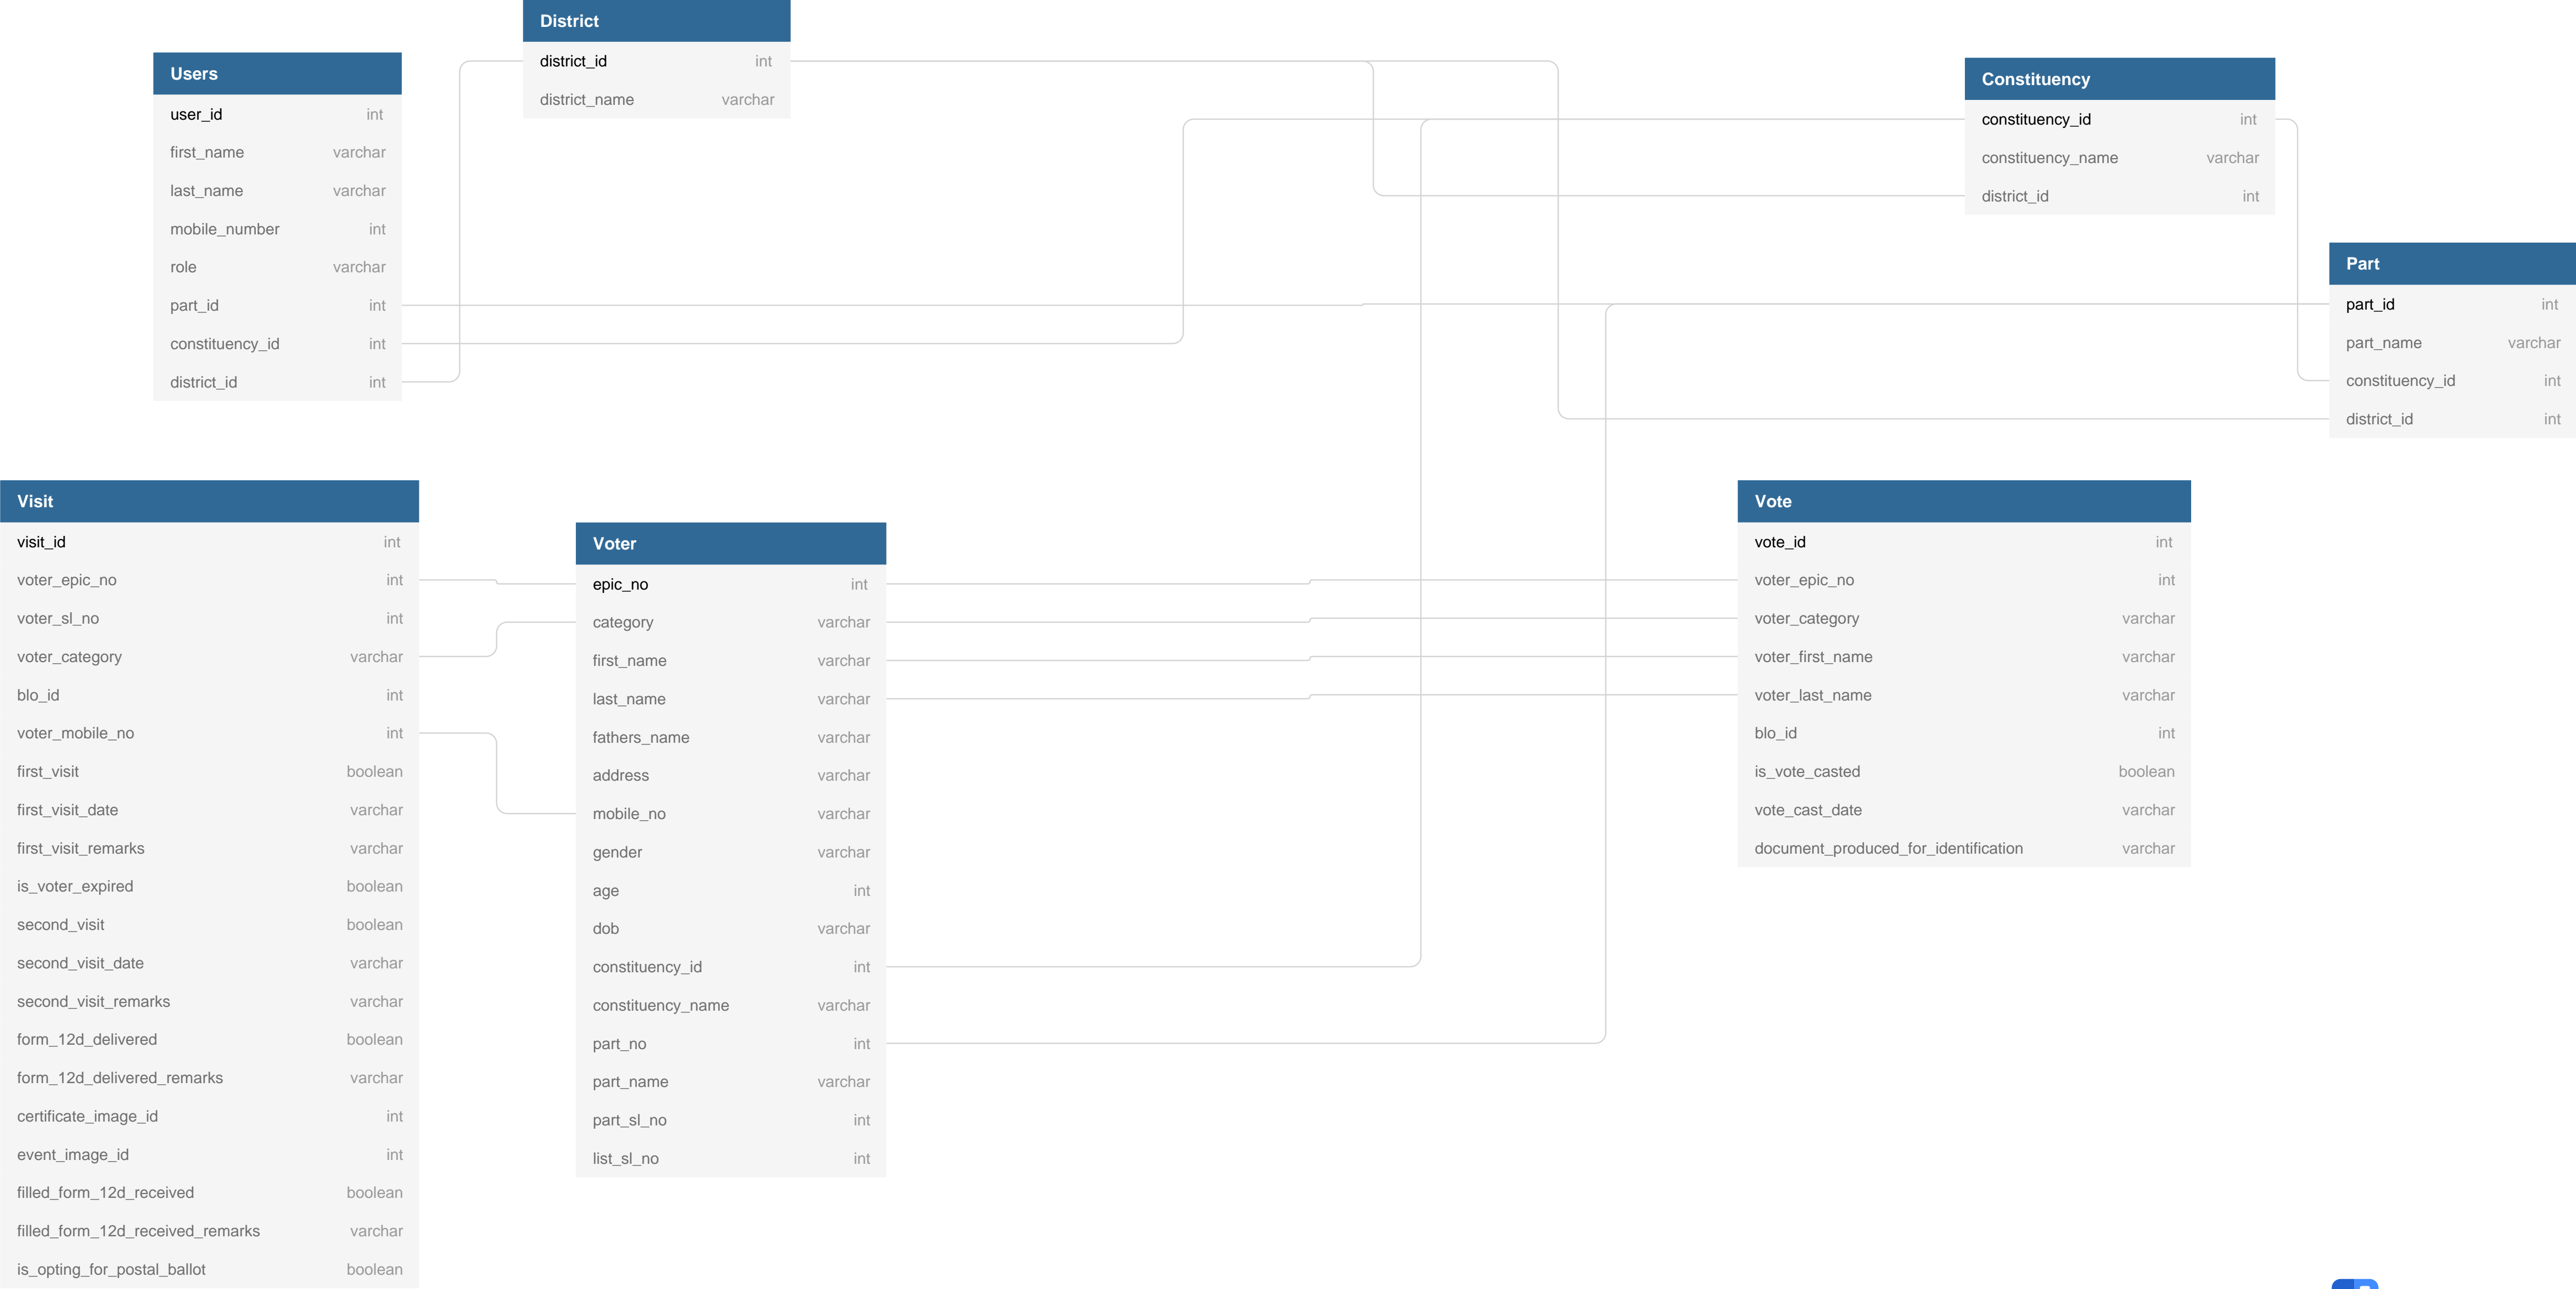 District
district_id int
district_name varchar
Users
user_id int
first_name varchar
last_name varchar
mobile_number int
role varchar
part_id int
constituency_id int
district_id int
Constituency
constituency_id int
constituency_name varchar
district_id int
Part
part_id int
part_name varchar
constituency_id int
district_id int
Visit
visit_id int
voter_epic_no int
voter_sl_no int
voter_category varchar
blo_id int
voter_mobile_no int
first_visit boolean
first_visit_date varchar
first_visit_remarks varchar
is_voter_expired boolean
second_visit boolean
second_visit_date varchar
second_visit_remarks varchar
form_12d_delivered boolean
form_12d_delivered_remarks varchar
certificate_image_id int
event_image_id int
filled_form_12d_received boolean
filled_form_12d_received_remarks varchar
is_opting_for_postal_ballot boolean
Voter
epic_no int
category varchar
first_name varchar
last_name varchar
fathers_name varchar
address varchar
mobile_no varchar
gender varchar
age int
dob varchar
constituency_id int
constituency_name varchar
part_no int
part_name varchar
part_sl_no int
list_sl_no int
Vote
vote_id int
voter_epic_no int
voter_category varchar
voter_first_name varchar
voter_last_name varchar
blo_id int
is_vote_casted boolean
vote_cast_date varchar
document_produced_for_identification varchar